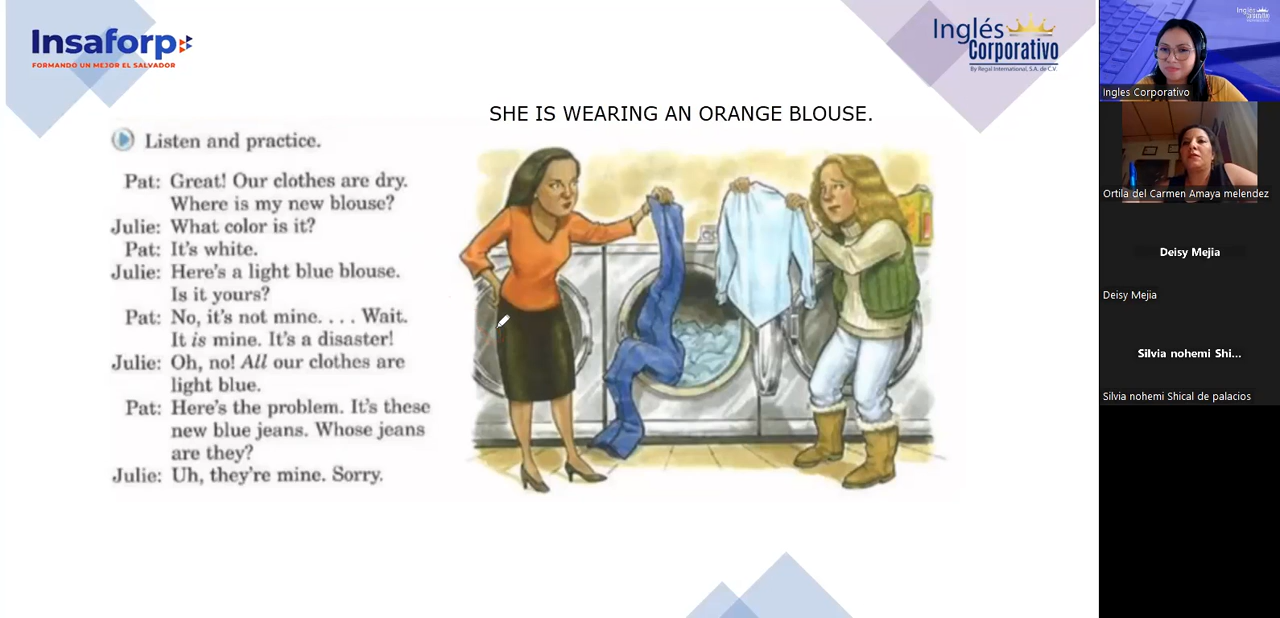 Insaforp
FORMANDO UN MEJOR EL SALVADOR
Inglés
Corporativo
By Regal International, S.A. de C.V.
SHE IS WEARING AN ORANGE BLOUSE.
Listen and practice.
Pat: Great! Our clothes are dry.
Where is my new blouse?
Julie: What color is it?
Pat: It's white.
Julie: Here's a light blue blouse.
Is it yours?
Pat: No, it's not mine. . . . Wait.
It is mine. It's a disaster!
Julie: Oh, no! All our clothes are
light blue.
Pat: Here's the problem. It's these
new blue jeans. Whose jeans
are they?
Julie: Uh, they're mine. Sorry.
Inglés
Corporativo
Ingles Corporativo
Ortila del Carmen Amaya melendez
Deisy Mejia
Deisy Mejia
Silvia nohemi Shi...
Silvia nohemi Shical de palacios